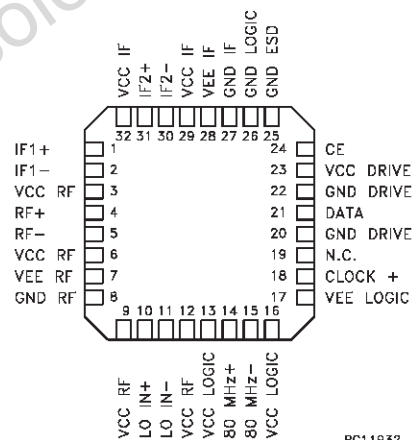 VCC IF
IF2+
IF2-
VCC IF
VEE IF
GND IF
GND LOGIC
GND ESD
32 31 30 29 28 27 26 25
IF1+ 1
IF1- 2
VCC RF 3
RF+ 4
RF- 5
VCC RF 6
VEE RF 7
GND RF 8
24 CE
23 VCC DRIVE
22 GND DRIVE
21 DATA
20 GND DRIVE
19 N.C.
18 CLOCK +
17 VEE LOGIC
9 10 11 12 13 14 15 16
VCC RF
LO IN+
LO IN-
VCC RF
VCC LOGIC
80 MHz+
80 MHz-
VCC LOGIC